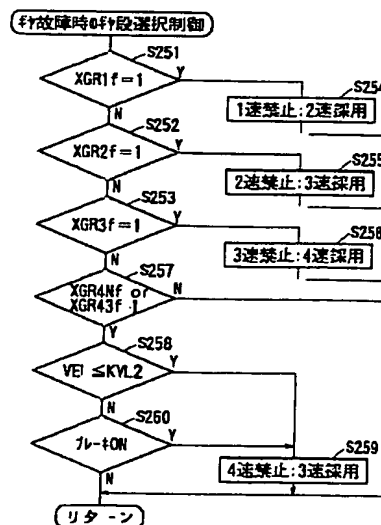 ｷﾞﾔ故障時のｷﾞﾔ段選択制御
S251
XGR1f=1
Y
S254
1速禁止:2速採用
N
S252
XGR2f=1
Y
S255
2速禁止:3速採用
N
S253
XGR3f=1
Y
S256
3速禁止:4速採用
N
S257
XGR4Nf or
XGR43f 1
N
Y
S258
VEI ≦KVL2
Y
N
S260
ﾌﾞﾚｰｷON
Y
S259
4速禁止:3速採用
N
リターン